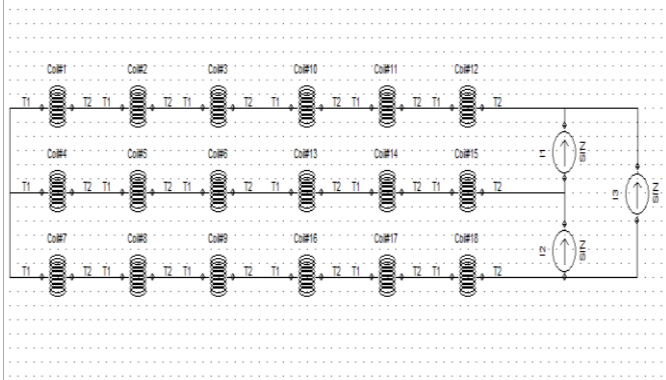 Coil#1 Coil#2 Coil#3 Coil#10 Coil#11 Coil#12
T1 T2 T1 T2 T1 T2 T1 T2 T1 T2 T1 T2
I1 SIN
Coil#4 Coil#5 Coil#6 Coil#13 Coil#14 Coil#15
T1 T2 T1 T2 T1 T2 T1 T2 T1 T2 T1 T2
I3 SIN
Coil#7 Coil#8 Coil#9 Coil#16 Coil#17 Coil#18
I2 SIN
T1 T2 T1 T2 T1 T2 T1 T2 T1 T2 T1 T2